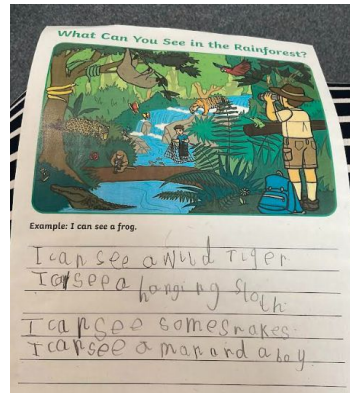 What Can You See in the Rainforest?
Example: I can see a frog.
I can see a wild Tiger
I can see a hanging sloth
I can see some snakes.
I can see a man and a boy.